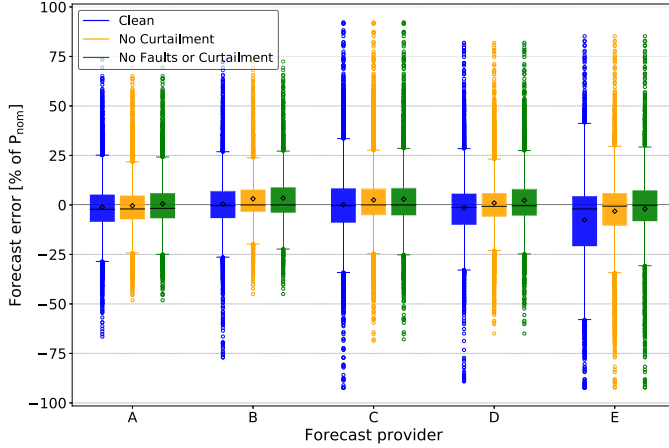 100
75
50
25
0
−25
−50
−75
−100
Forecast error [% of P_nom]
Clean
No Curtailment
No Faults or Curtailment
A B C D E
Forecast provider